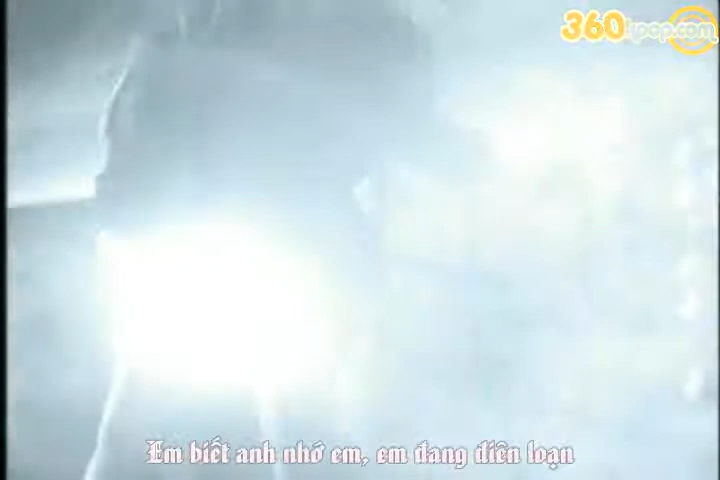 360kpop.com
Em biết anh nhớ em, em đang điên loạn